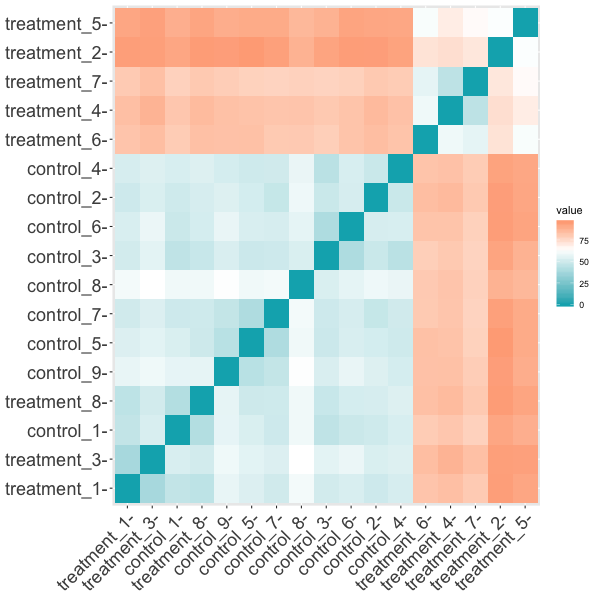 treatment_5-
treatment_2-
treatment_7-
treatment_4-
treatment_6-
control_4-
control_2-
control_6-
control_3-
control_8-
control_7-
control_5-
control_9-
treatment_8-
control_1-
treatment_3-
treatment_1-
treatment_1-
treatment_3-
control_1-
treatment_8-
control_9-
control_5-
control_7-
control_8-
control_3-
control_6-
control_2-
control_4-
treatment_6-
treatment_4-
treatment_7-
treatment_2-
treatment_5-
value
75
50
25
0